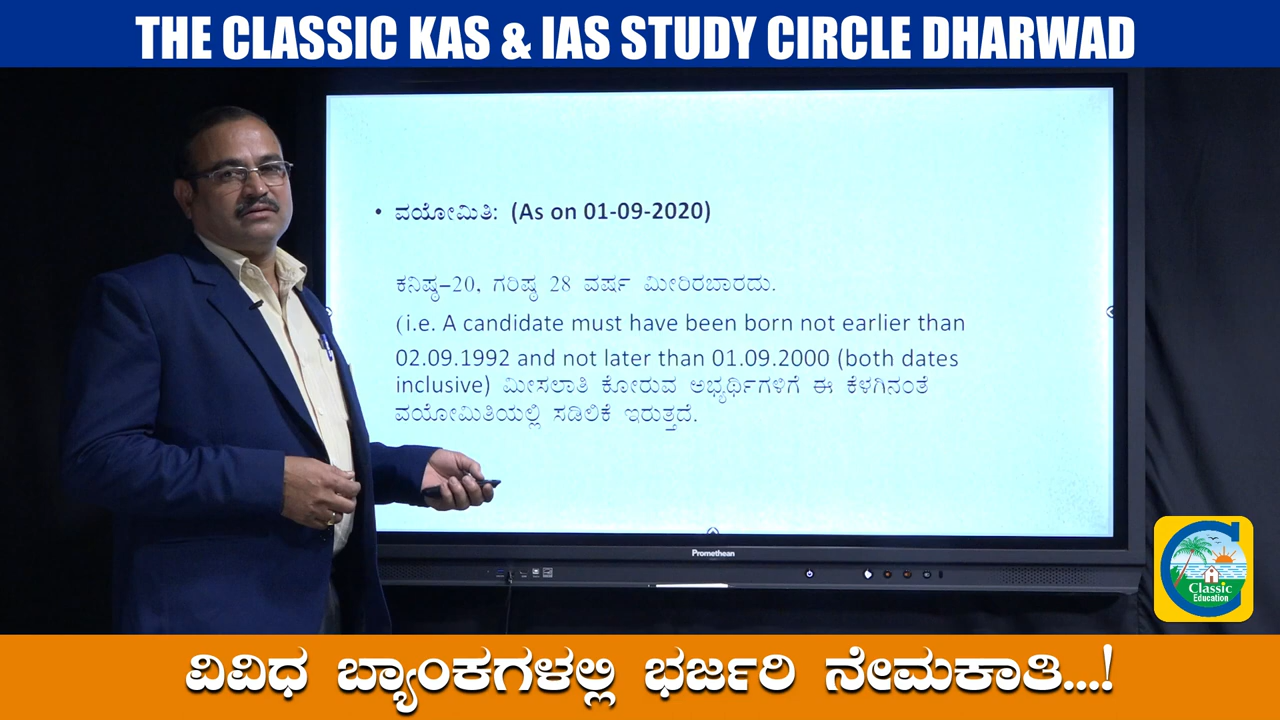 THE CLASSIC KAS & IAS STUDY CIRCLE DHARWAD
• ವಯೋಮಿತಿ: (As on 01-09-2020)
ಕನಿಷ್ಠ-20, ಗರಿಷ್ಠ 28 ವರ್ಷ ಮೀರಿರಬಾರದು.
(i.e. A candidate must have been born not earlier than
02.09.1992 and not later than 01.09.2000 (both dates
inclusive) ಮೀಸಲಾತಿ ಕೋರುವ ಅಭ್ಯರ್ಥಿಗಳಿಗೆ ಈ ಕೆಳಗಿನಂತೆ
ವಯೋಮಿತಿಯಲ್ಲಿ ಸಡಿಲಿಕೆ ಇರುತ್ತದೆ.
Promethean
Classic
Education
ವಿವಿಧ ಬ್ಯಾಂಕಗಳಲ್ಲಿ ಭರ್ಜರಿ ನೇಮಕಾತಿ...!